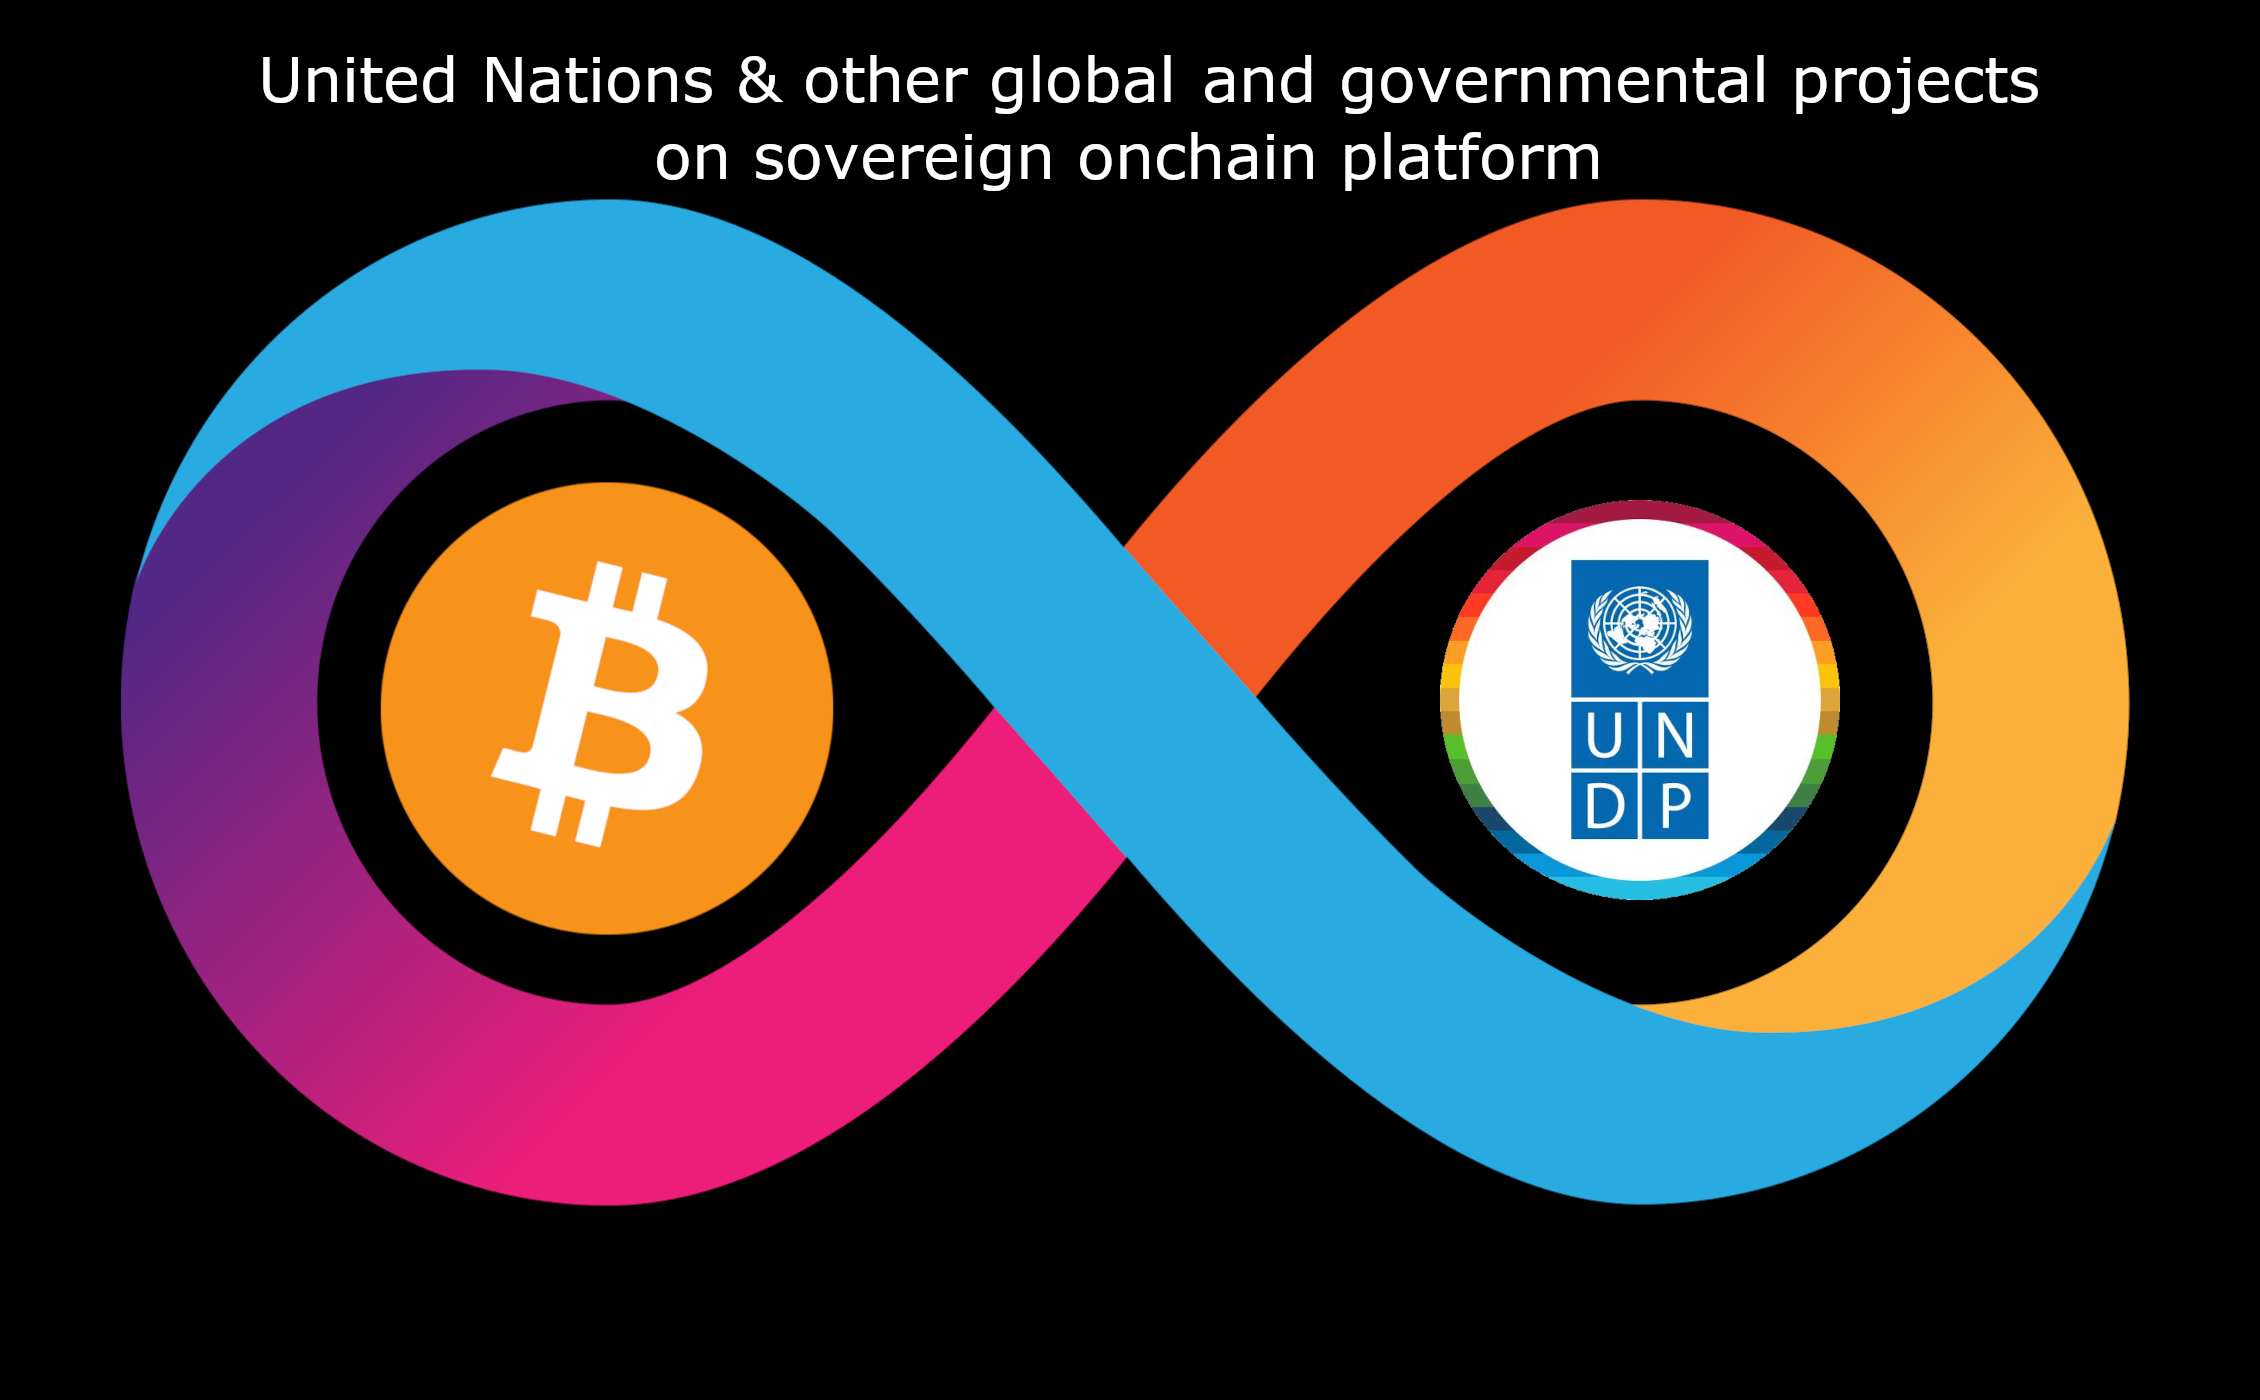 United Nations & other global and governmental projects
on sovereign onchain platform
U N
D P